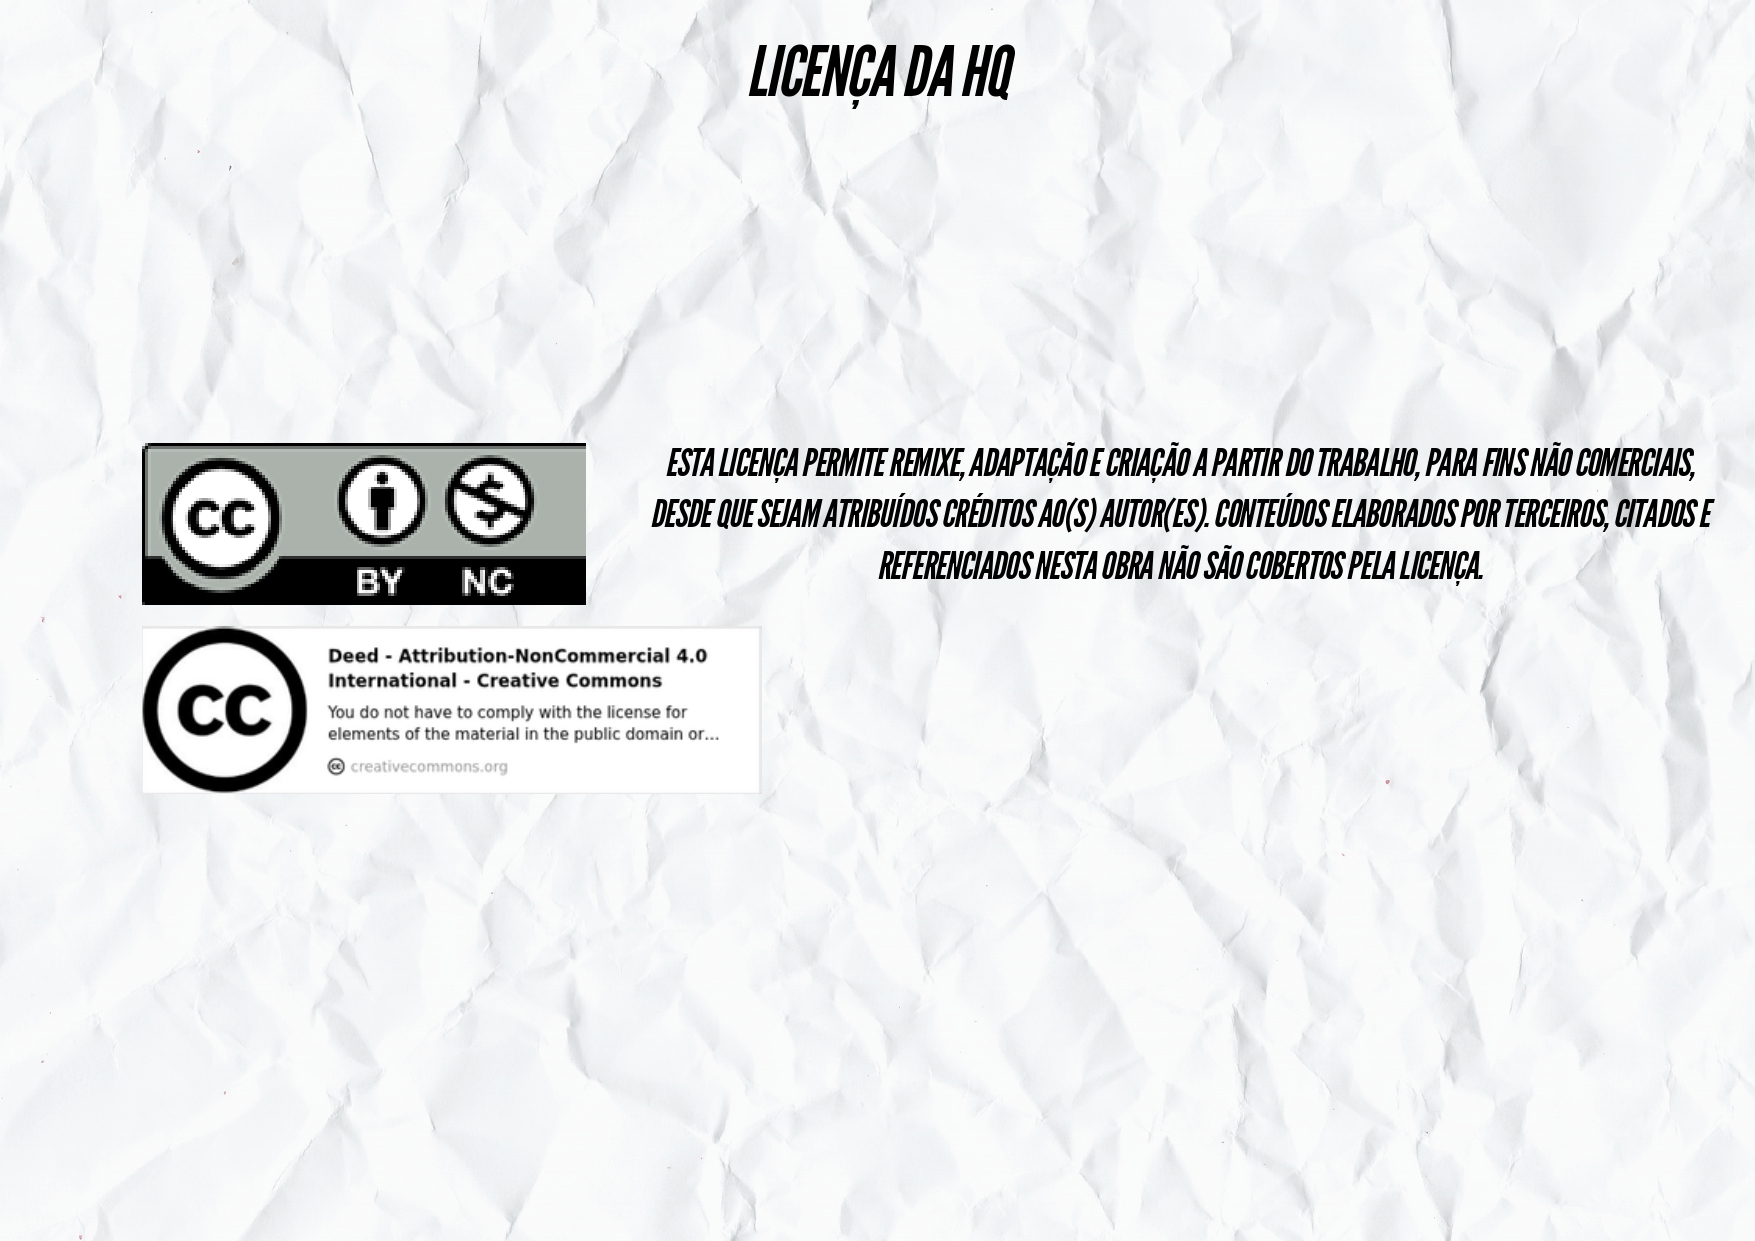 LICENÇA DA HQ
CC
BY NC
ESTA LICENÇA PERMITE REMIXE, ADAPTAÇÃO E CRIAÇÃO A PARTIR DO TRABALHO, PARA FINS NÃO COMERCIAIS,
DESDE QUE SEJAM ATRIBUÍDOS CRÉDITOS AO(S) AUTOR(ES). CONTEÚDOS ELABORADOS POR TERCEIROS, CITADOS E
REFERENCIADOS NESTA OBRA NÃO SÃO COBERTOS PELA LICENÇA.
CC
Deed - Attribution-NonCommercial 4.0
International - Creative Commons
You do not have to comply with the license for
elements of the material in the public domain or...
cc creativecommons.org